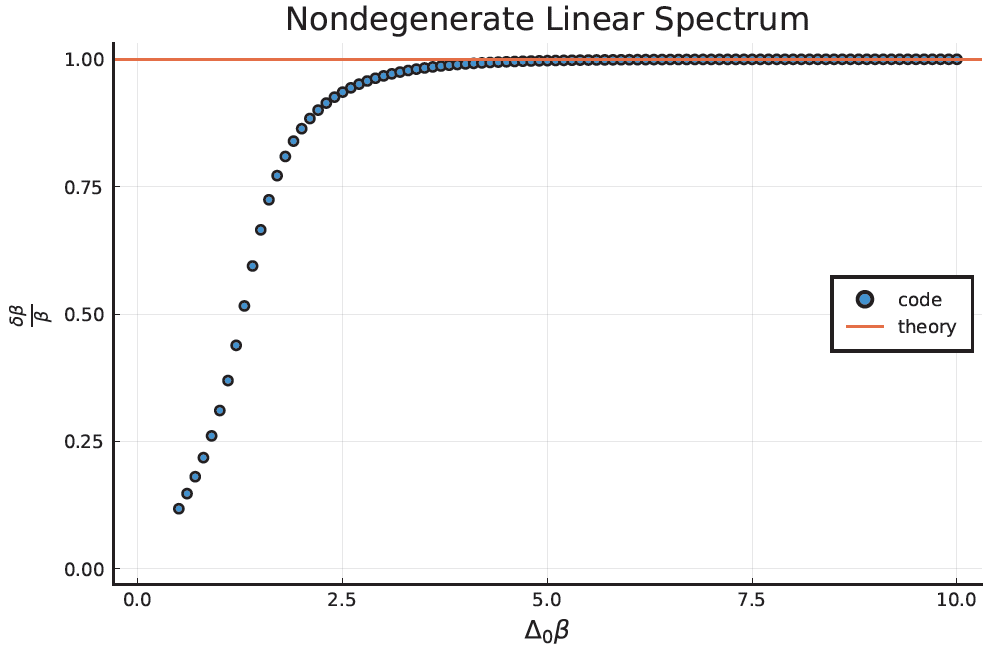 Nondegenerate Linear Spectrum
1.00
0.75
0.50
0.25
0.00
δβ
β
0.0 2.5 5.0 7.5 10.0
Δ₀β
code
theory